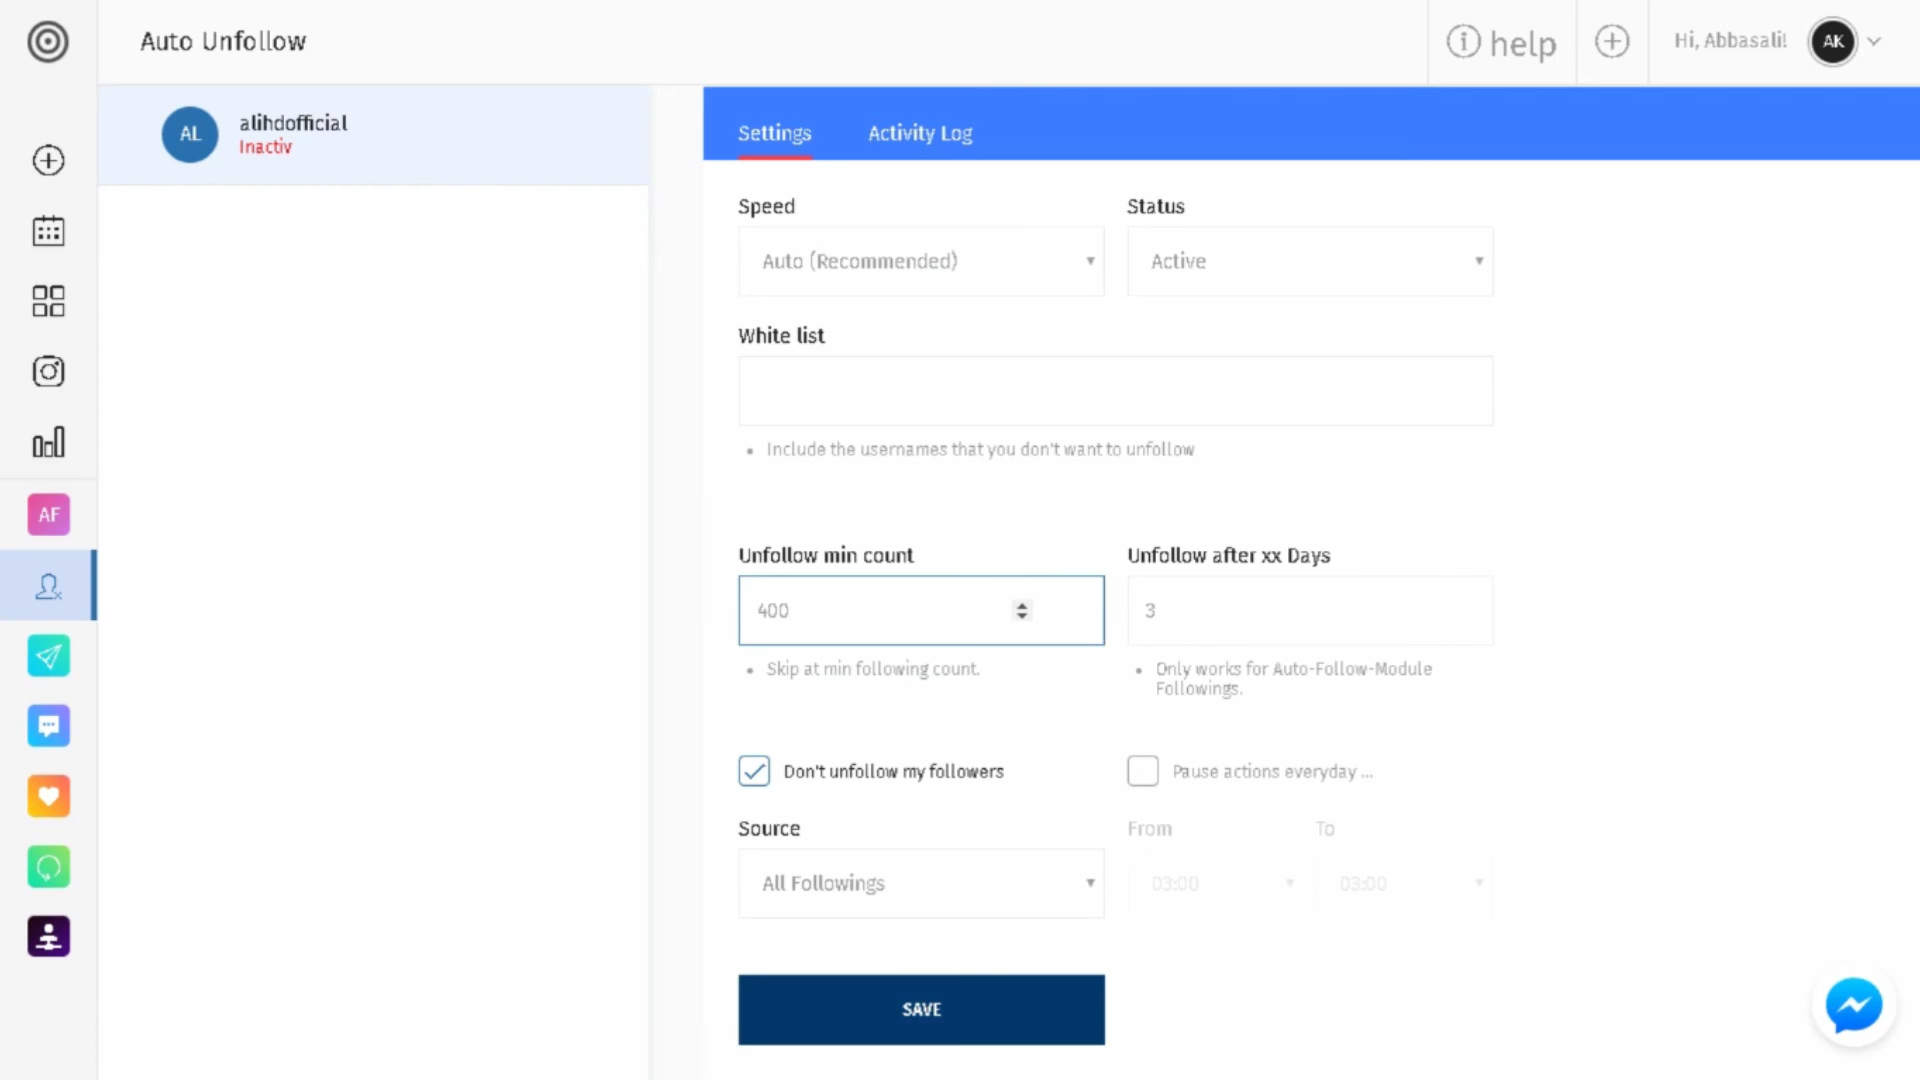 Auto Unfollow
help
Hi, Abbasali!
AK
AL
alihdofficial
Inactiv
Settings
Activity Log
Speed
Status
Auto (Recommended)
Active
White list
Include the usernames that you don't want to unfollow
AF
Unfollow min count
Unfollow after xx Days
400
3
Skip at min following count.
Only works for Auto-Follow-Module
Followings.
Don't unfollow my followers
Pause actions everyday ...
Source
From
To
All Followings
03:00
03:00
SAVE